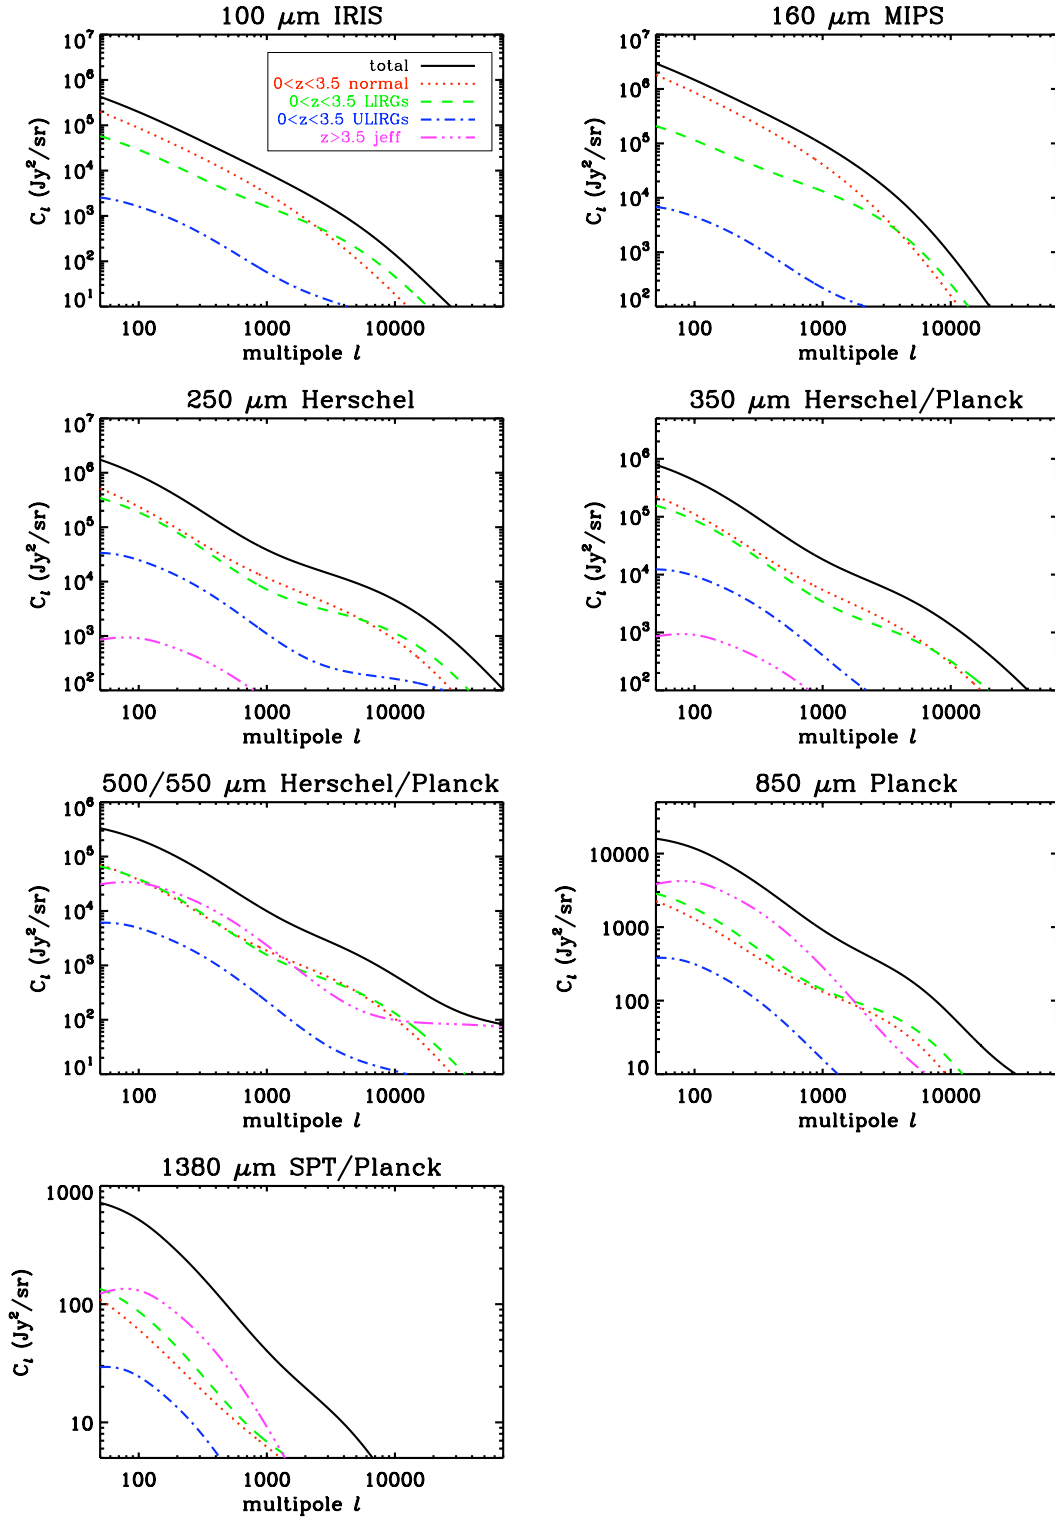 100 μm IRIS
10⁷
10⁶
10⁵
10⁴
10³
10²
10¹
C_l (Jy²/sr)
total
0<z<3.5 normal
0<z<3.5 LIRGs
0<z<3.5 ULIRGs
z>3.5 jeff
100 1000 10000
multipole l
160 μm MIPS
10⁷
10⁶
10⁵
10⁴
10³
10²
C_l (Jy²/sr)
100 1000 10000
multipole l
250 μm Herschel
10⁷
10⁶
10⁵
10⁴
10³
10²
C_l (Jy²/sr)
100 1000 10000
multipole l
350 μm Herschel/Planck
10⁶
10⁵
10⁴
10³
10²
C_l (Jy²/sr)
100 1000 10000
multipole l
500/550 μm Herschel/Planck
10⁶
10⁵
10⁴
10³
10²
10¹
C_l (Jy²/sr)
100 1000 10000
multipole l
850 μm Planck
10000
1000
100
10
C_l (Jy²/sr)
100 1000 10000
multipole l
1380 μm SPT/Planck
1000
100
10
C_l (Jy²/sr)
100 1000 10000
multipole l